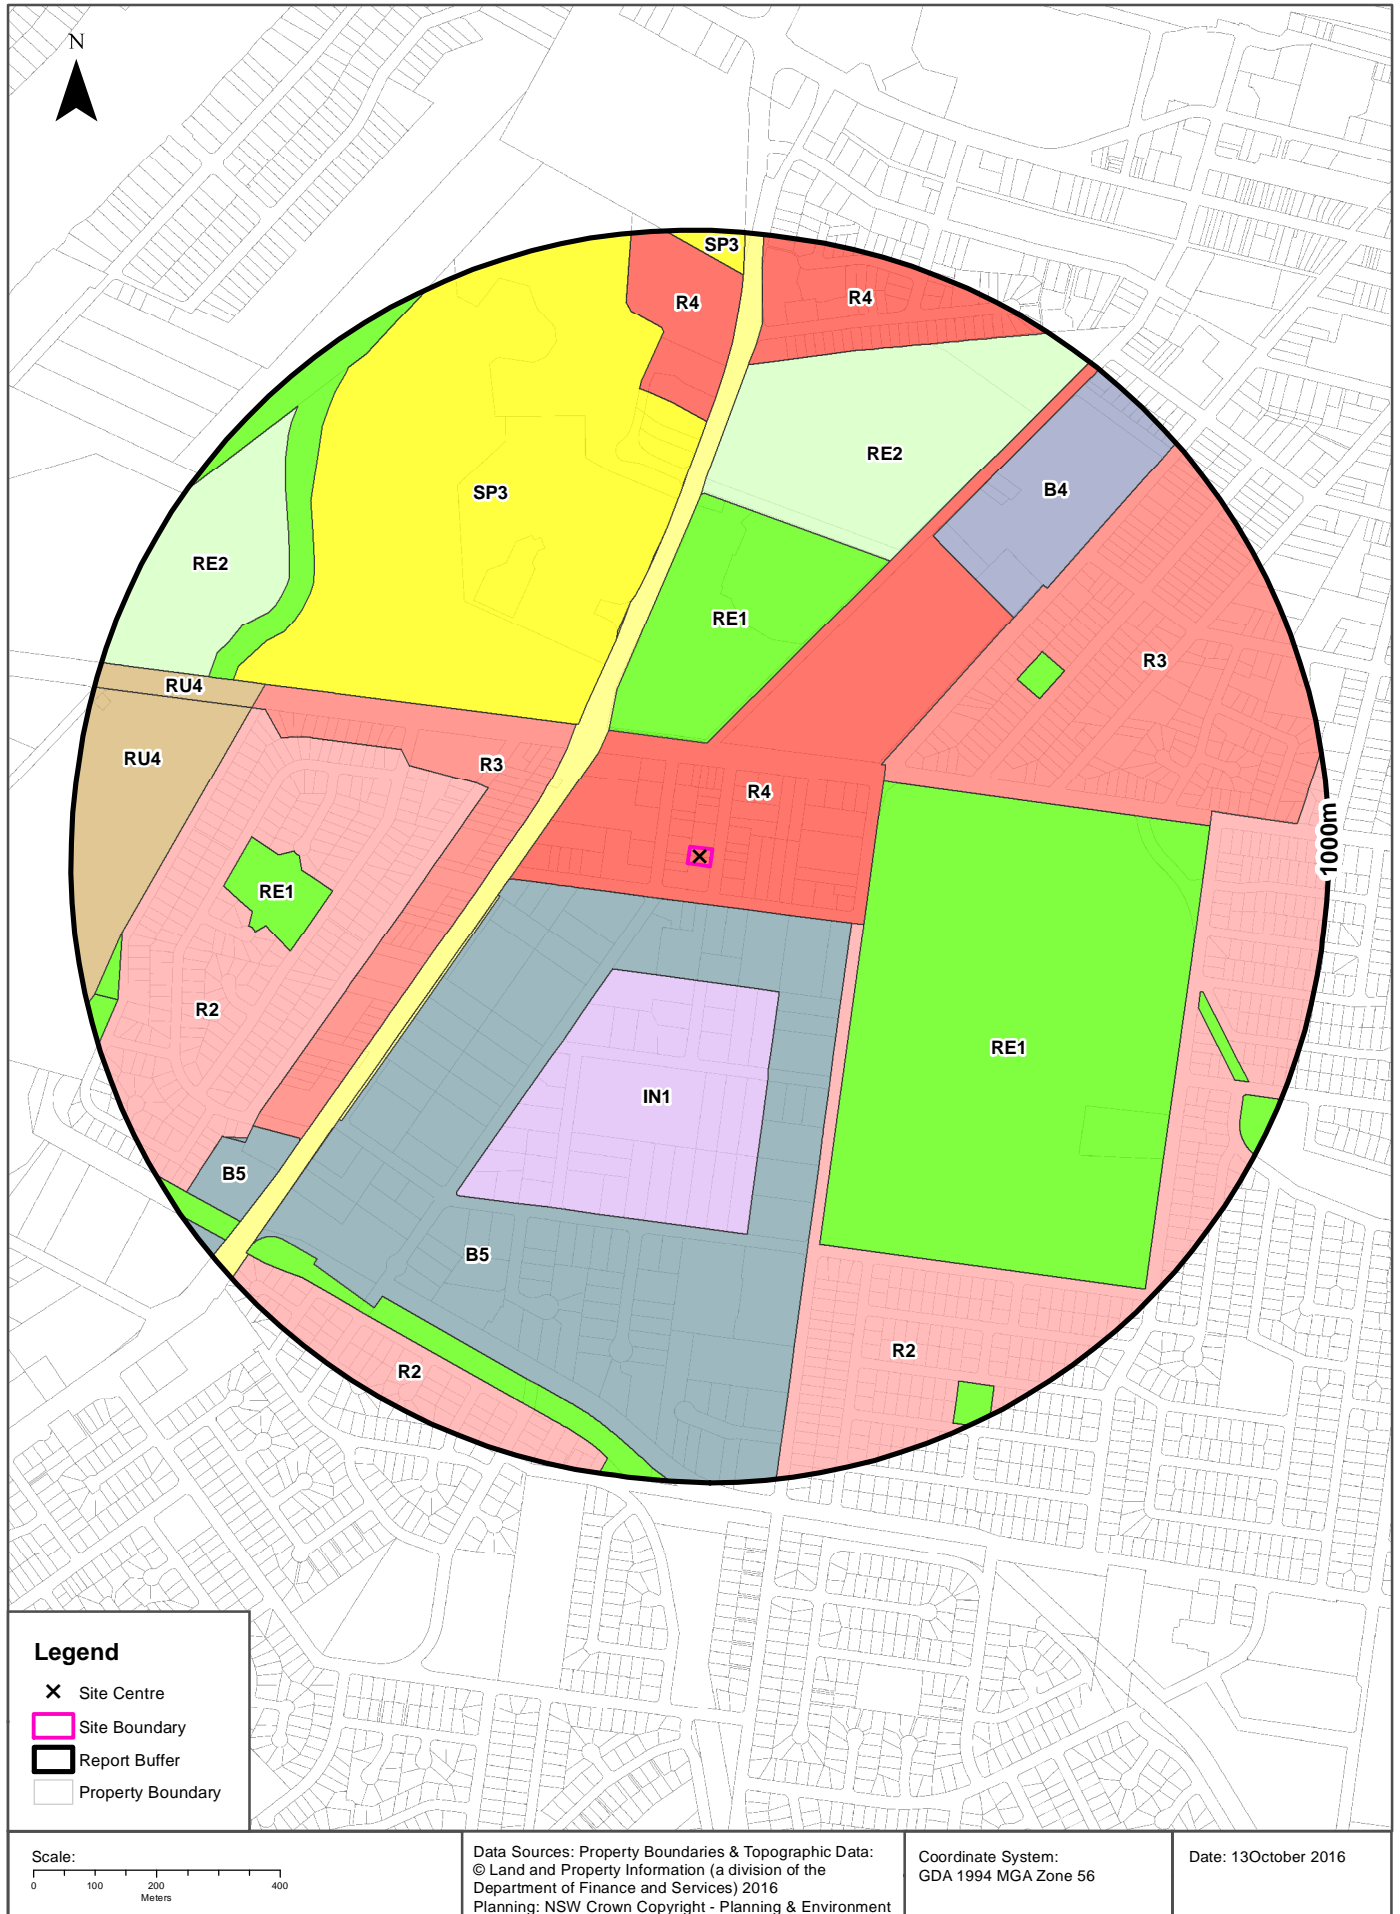 N
SP3
R4
R4
RE2
B4
SP3
RE2
RE1
R3
RU4
RU4
R3
R4
1000m
RE1
R2
RE1
IN1
B5
B5
R2
R2
Legend
Site Centre
Site Boundary
Report Buffer
Property Boundary
Scale:
0 100 200 400
Meters
Data Sources: Property Boundaries & Topographic Data:
© Land and Property Information (a division of the
Department of Finance and Services) 2016
Planning: NSW Crown Copyright - Planning & Environment
Coordinate System:
GDA 1994 MGA Zone 56
Date: 13October 2016